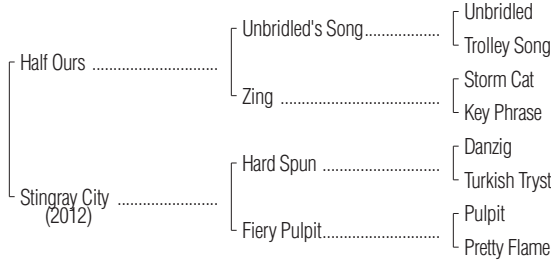 Unbridled
Unbridled's Song..................
Trolley Song
Half Ours .............................
Storm Cat
Zing .....................................
Key Phrase
Danzig
Hard Spun ...........................
Turkish Tryst
Stingray City .......................
(2012)
Pulpit
Fiery Pulpit...........................
Pretty Flame